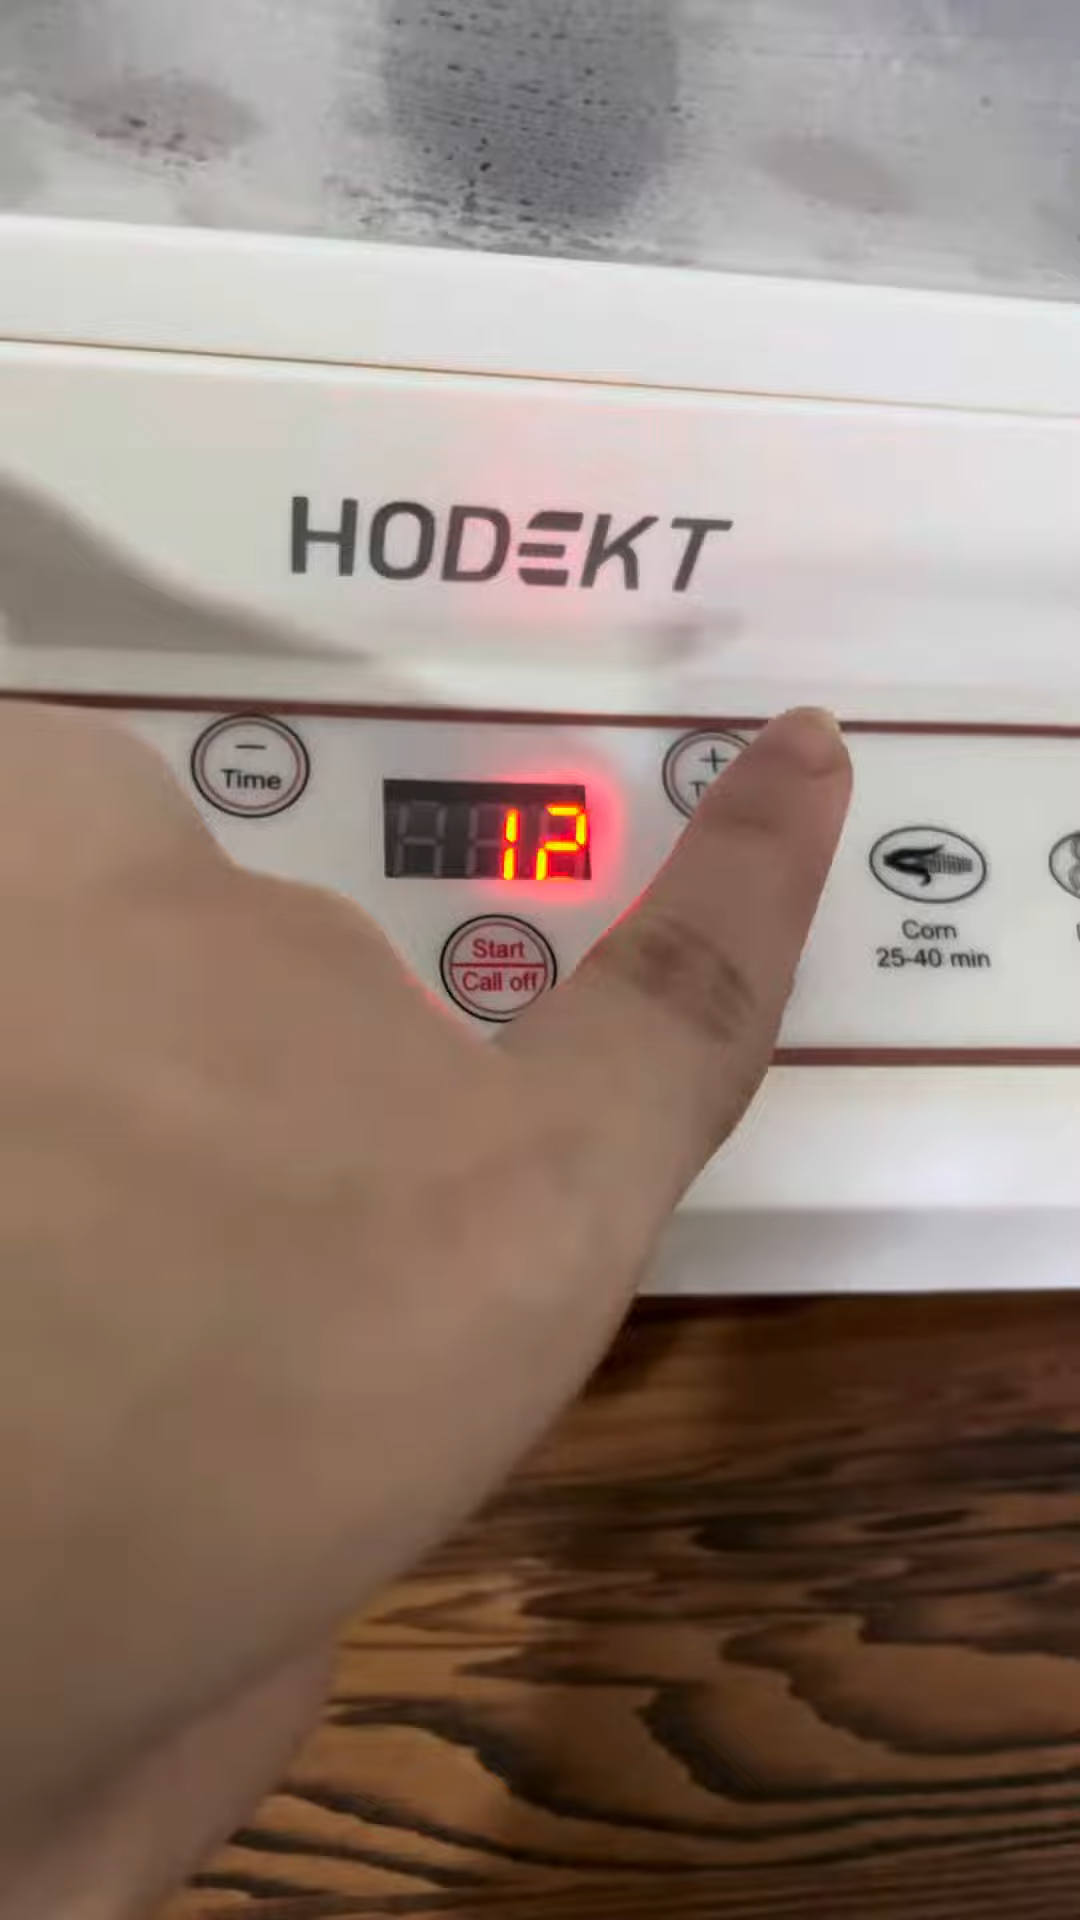 HODEKT
−
Time
12
+
Start
Call off
Corn
25-40 min